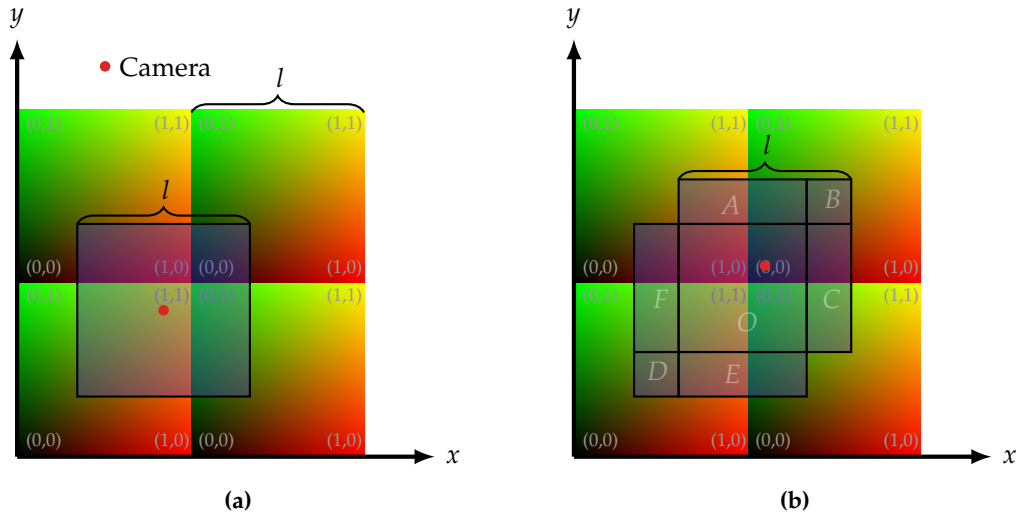 y
Camera
l
(0,1) (1,1) (0,1) (1,1)
l
(0,0) (1,0) (0,0) (1,0)
(0,1) (1,1) (0,1) (1,1)
(0,0) (1,0) (0,0) (1,0)
x
(a)
y
(0,1) (1,1) (0,1) (1,1)
l
A B
(0,0) (1,0) (0,0) (1,0)
(0,1) (1,1) (0,1) (1,1)
F O C
D E
(0,0) (1,0) (0,0) (1,0)
x
(b)